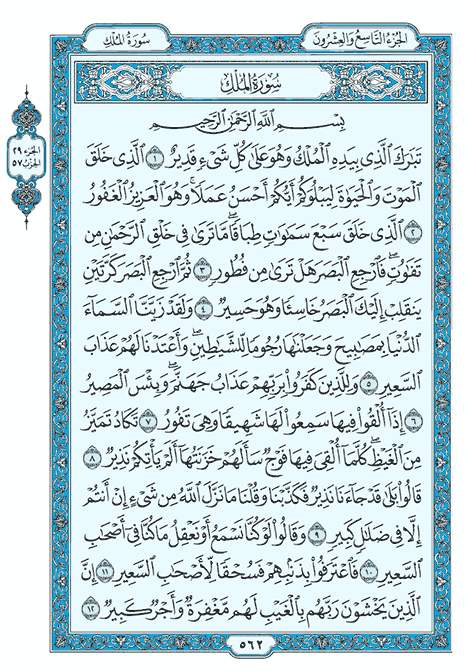 الجزء التاسع والعشرون
سورة الملك
الجزء ٢٩
الحزب ٥٧
سُورَةُ الْمُلْكِ
بِسْمِ اللَّهِ الرَّحْمَٰنِ الرَّحِيمِ
تَبَٰرَكَ ٱلَّذِى بِيَدِهِ ٱلْمُلْكُ وَهُوَ عَلَىٰ كُلِّ شَىْءٍ قَدِيرٌ ١ ٱلَّذِى خَلَقَ
ٱلْمَوْتَ وَٱلْحَيَوٰةَ لِيَبْلُوَكُمْ أَيُّكُمْ أَحْسَنُ عَمَلًا ۚ وَهُوَ ٱلْعَزِيزُ ٱلْغَفُورُ
٢ ٱلَّذِى خَلَقَ سَبْعَ سَمَٰوَٰتٍ طِبَاقًا ۖ مَّا تَرَىٰ فِى خَلْقِ ٱلرَّحْمَٰنِ مِن
تَفَٰوُتٍ ۖ فَٱرْجِعِ ٱلْبَصَرَ هَلْ تَرَىٰ مِن فُطُورٍ ٣ ثُمَّ ٱرْجِعِ ٱلْبَصَرَ كَرَّتَيْنِ
يَنقَلِبْ إِلَيْكَ ٱلْبَصَرُ خَاسِئًا وَهُوَ حَسِيرٌ ٤ وَلَقَدْ زَيَّنَّا ٱلسَّمَآءَ
ٱلدُّنْيَا بِمَصَٰبِيحَ وَجَعَلْنَٰهَا رُجُومًا لِّلشَّيَٰطِينِ ۖ وَأَعْتَدْنَا لَهُمْ عَذَابَ
ٱلسَّعِيرِ ٥ وَلِلَّذِينَ كَفَرُوا۟ بِرَبِّهِمْ عَذَابُ جَهَنَّمَ ۖ وَبِئْسَ ٱلْمَصِيرُ
٦ إِذَآ أُلْقُوا۟ فِيهَا سَمِعُوا۟ لَهَا شَهِيقًا وَهِىَ تَفُورُ ٧ تَكَادُ تَمَيَّزُ
مِنَ ٱلْغَيْظِ ۖ كُلَّمَآ أُلْقِىَ فِيهَا فَوْجٌ سَأَلَهُمْ خَزَنَتُهَآ أَلَمْ يَأْتِكُمْ نَذِيرٌ ٨
قَالُوا۟ بَلَىٰ قَدْ جَآءَنَا نَذِيرٌ فَكَذَّبْنَا وَقُلْنَا مَا نَزَّلَ ٱللَّهُ مِن شَىْءٍ إِنْ أَنتُمْ
إِلَّا فِى ضَلَٰلٍ كَبِيرٍ ٩ وَقَالُوا۟ لَوْ كُنَّا نَسْمَعُ أَوْ نَعْقِلُ مَا كُنَّا فِىٓ أَصْحَٰبِ
ٱلسَّعِيرِ ١٠ فَٱعْتَرَفُوا۟ بِذَنۢبِهِمْ فَسُحْقًا لِّأَصْحَٰبِ ٱلسَّعِيرِ ١١ إِنَّ
ٱلَّذِينَ يَخْشَوْنَ رَبَّهُم بِٱلْغَيْبِ لَهُم مَّغْفِرَةٌ وَأَجْرٌ كَبِيرٌ ١٢
٥٦٢